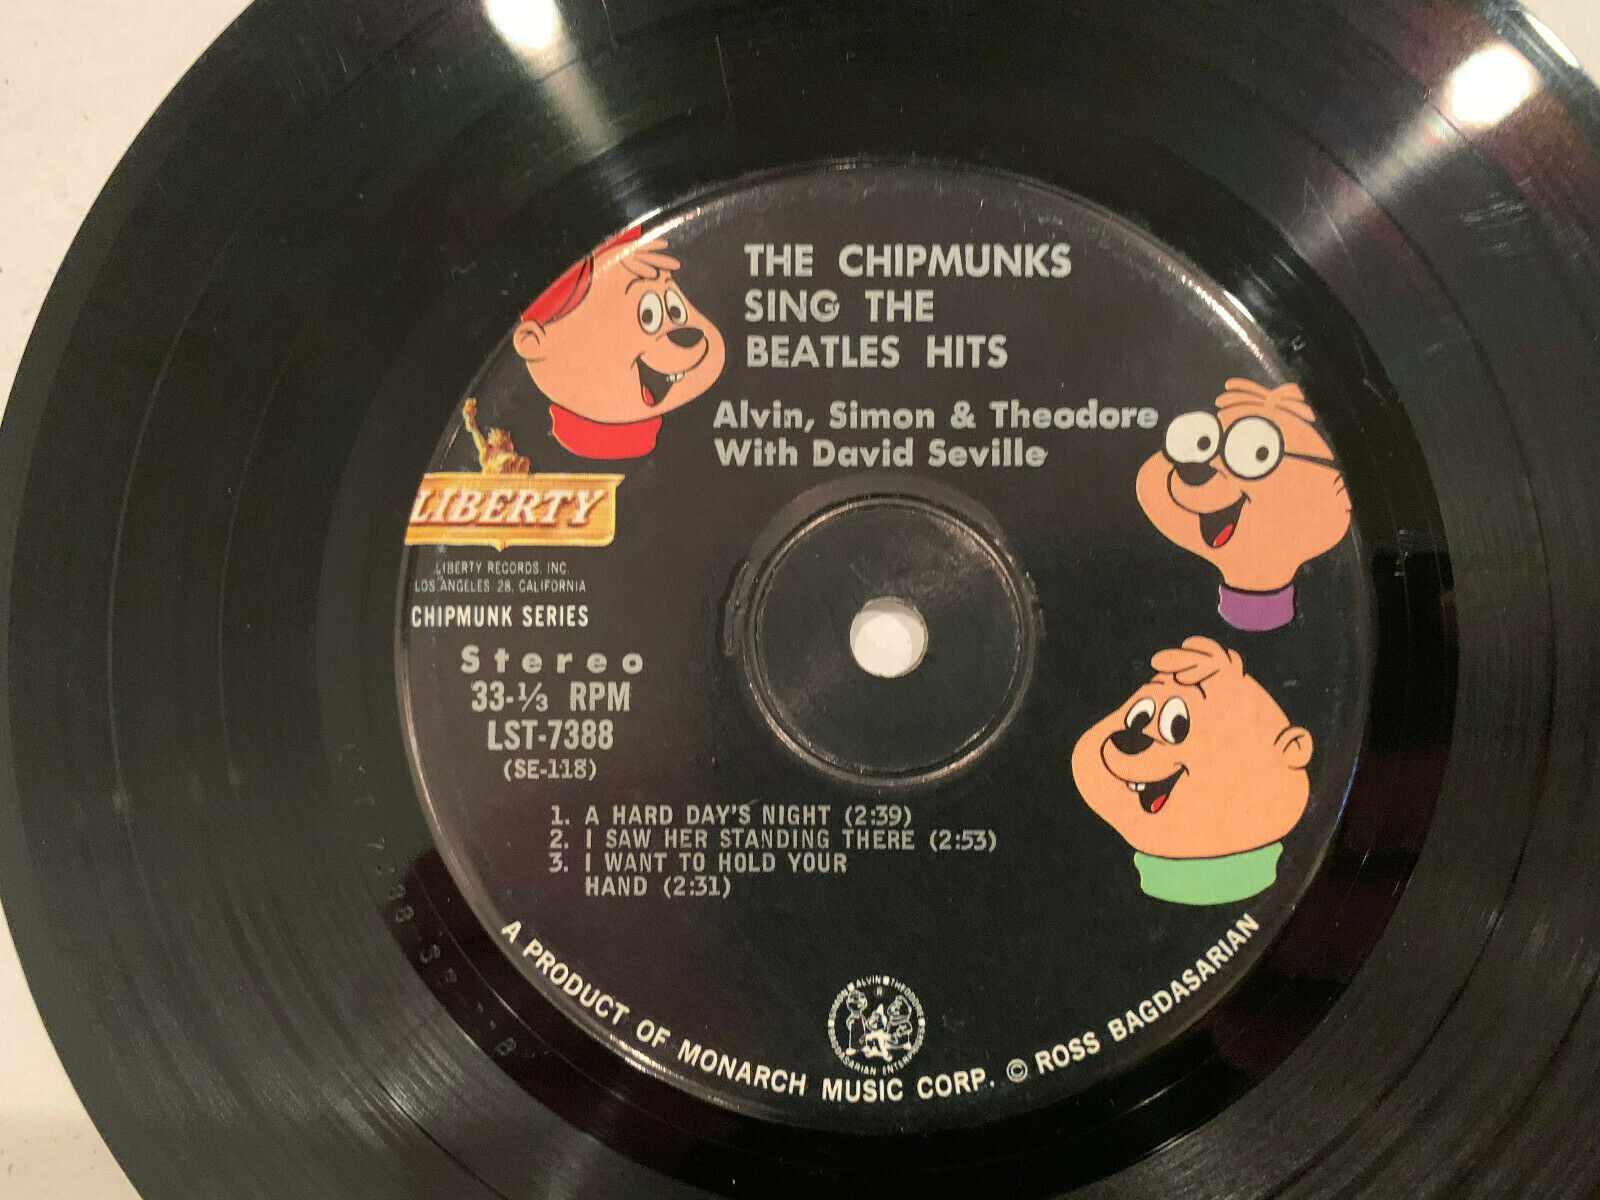 THE CHIPMUNKS
SING THE
BEATLES HITS
Alvin, Simon & Theodore
With David Seville
LIBERTY
LIBERTY RECORDS, INC.
LOS ANGELES 28, CALIFORNIA
CHIPMUNK SERIES
Stereo
33-⅓ RPM
LST-7388
(SE-118)
1. A HARD DAY'S NIGHT (2:39)
2. I SAW HER STANDING THERE (2:53)
3. I WANT TO HOLD YOUR
HAND (2:31)
SIMON ALVIN THEODORE
R
A PRODUCT OF MONARCH MUSIC CORP. © ROSS BAGDASARIAN